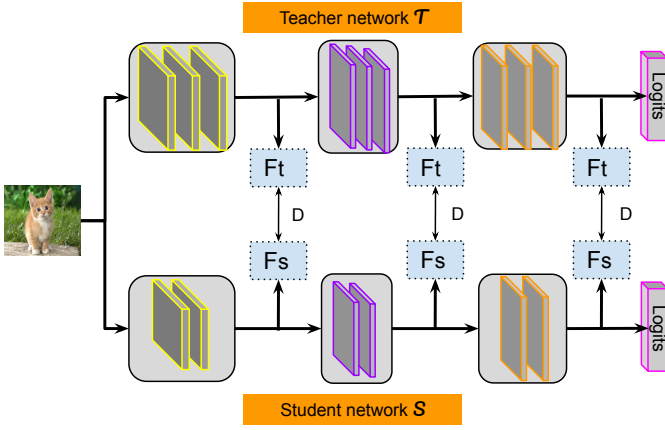 Teacher network 𝒯
Logits
Ft
Ft
Ft
D
D
D
Fs
Fs
Fs
Logits
Student network 𝒮